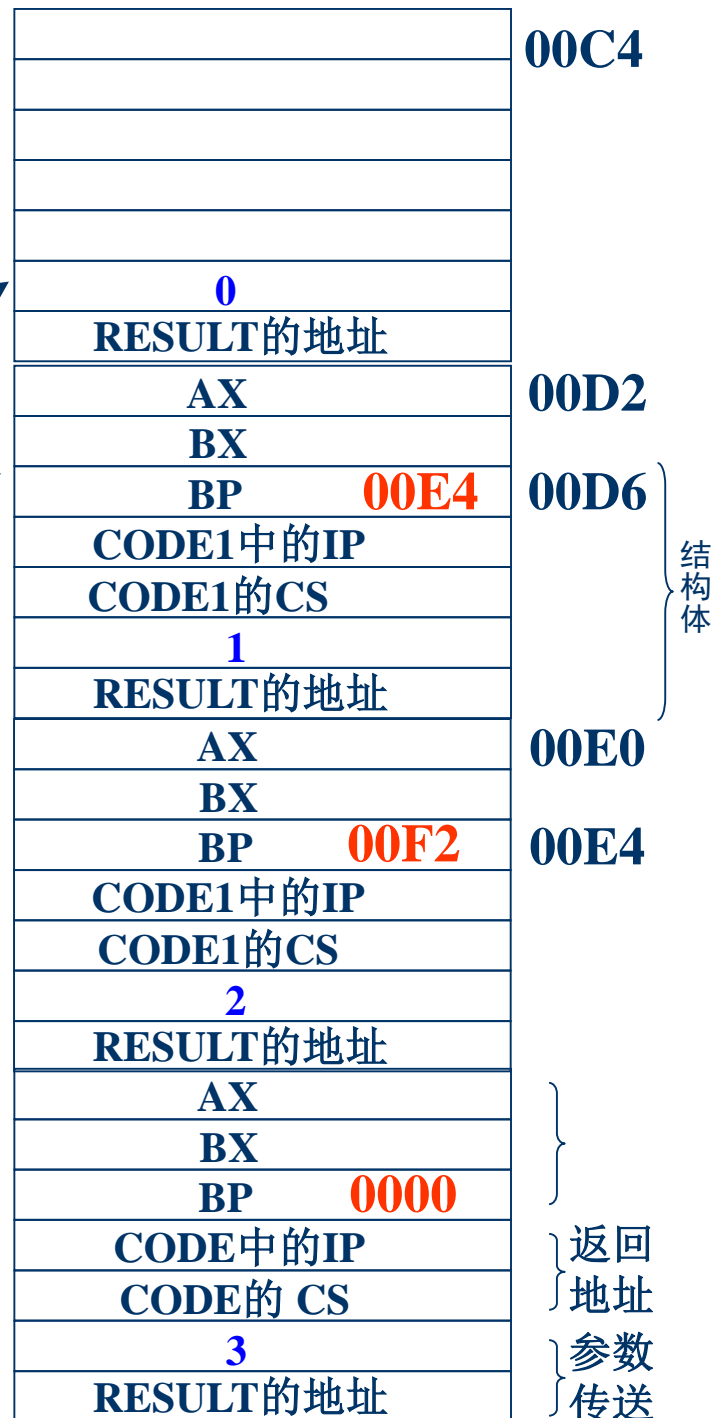 00C4
0
RESULT的地址
AX 00D2
BX
BP 00E4 00D6
CODE1中的IP
CODE1的CS
1
RESULT的地址
结构体
AX 00E0
BX
BP 00F2 00E4
CODE1中的IP
CODE1的CS
2
RESULT的地址
AX
BX
BP 0000
CODE中的IP 返回
CODE的 CS 地址
3 参数
RESULT的地址 传送